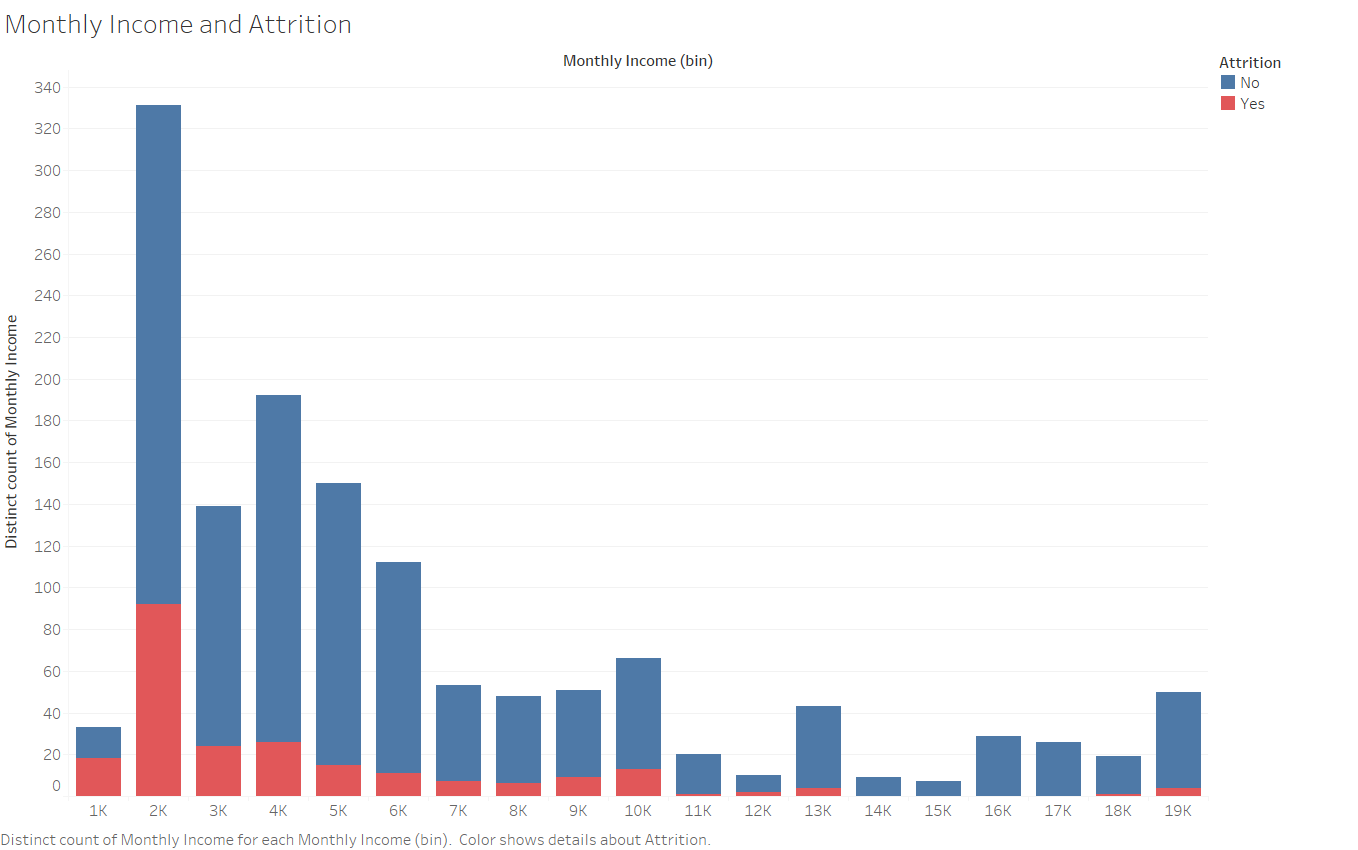 Monthly Income and Attrition
Monthly Income (bin)
Attrition
No
Yes
Distinct count of Monthly Income
340
320
300
280
260
240
220
200
180
160
140
120
100
80
60
40
20
0
1K 2K 3K 4K 5K 6K 7K 8K 9K 10K 11K 12K 13K 14K 15K 16K 17K 18K 19K
Distinct count of Monthly Income for each Monthly Income (bin).  Color shows details about Attrition.